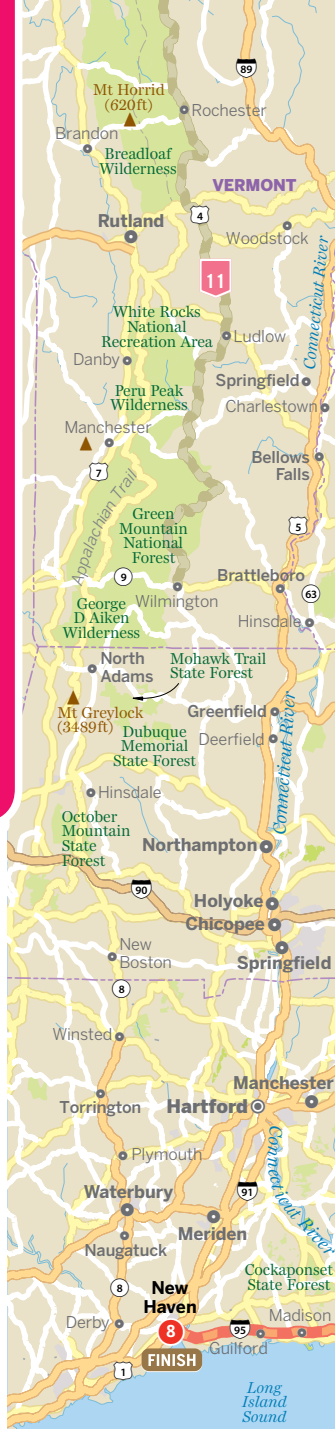 89
Mt Horrid
(620ft)
Rochester
Brandon
Breadloaf
Wilderness
VERMONT
4
Rutland
Woodstock
Connecticut River
11
White Rocks
National
Recreation Area
Ludlow
Danby
Springfield
Peru Peak
Wilderness
Charlestown
Manchester
Bellows
Falls
7
Appalachian Trail
Green
Mountain
National
Forest
5
9
Brattleboro
Wilmington
63
George
D Aiken
Wilderness
Hinsdale
North
Adams
Mohawk Trail
State Forest
Mt Greylock
(3489ft)
Greenfield
Deerfield
Connecticut River
Dubuque
Memorial
State Forest
Hinsdale
October
Mountain
State
Forest
Northampton
90
Holyoke
Chicopee
New
Boston
Springfield
8
Winsted
Manchester
Torrington
Hartford
Connecticut River
Plymouth
91
Waterbury
Meriden
Naugatuck
Cockaponset
State Forest
8
New
Haven
Madison
Derby
8
95
Guilford
FINISH
1
Long
Island
Sound